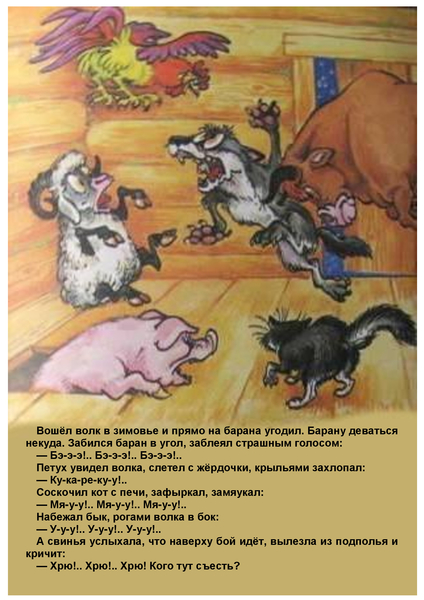 Вошёл волк в зимовье и прямо на барана угодил. Барану деваться
некуда. Забился баран в угол, заблеял страшным голосом:
— Бэ-э-э!.. Бэ-э-э!.. Бэ-э-э!..
Петух увидел волка, слетел с жёрдочки, крыльями захлопал:
— Ку-ка-ре-ку-у!..
Соскочил кот с печи, зафыркал, замяукал:
— Мя-у-у!.. Мя-у-у!.. Мя-у-у!..
Набежал бык, рогами волка в бок:
— У-у-у!.. У-у-у!.. У-у-у!..
А свинья услыхала, что наверху бой идёт, вылезла из подполья и
кричит:
— Хрю!.. Хрю!.. Хрю! Кого тут съесть?